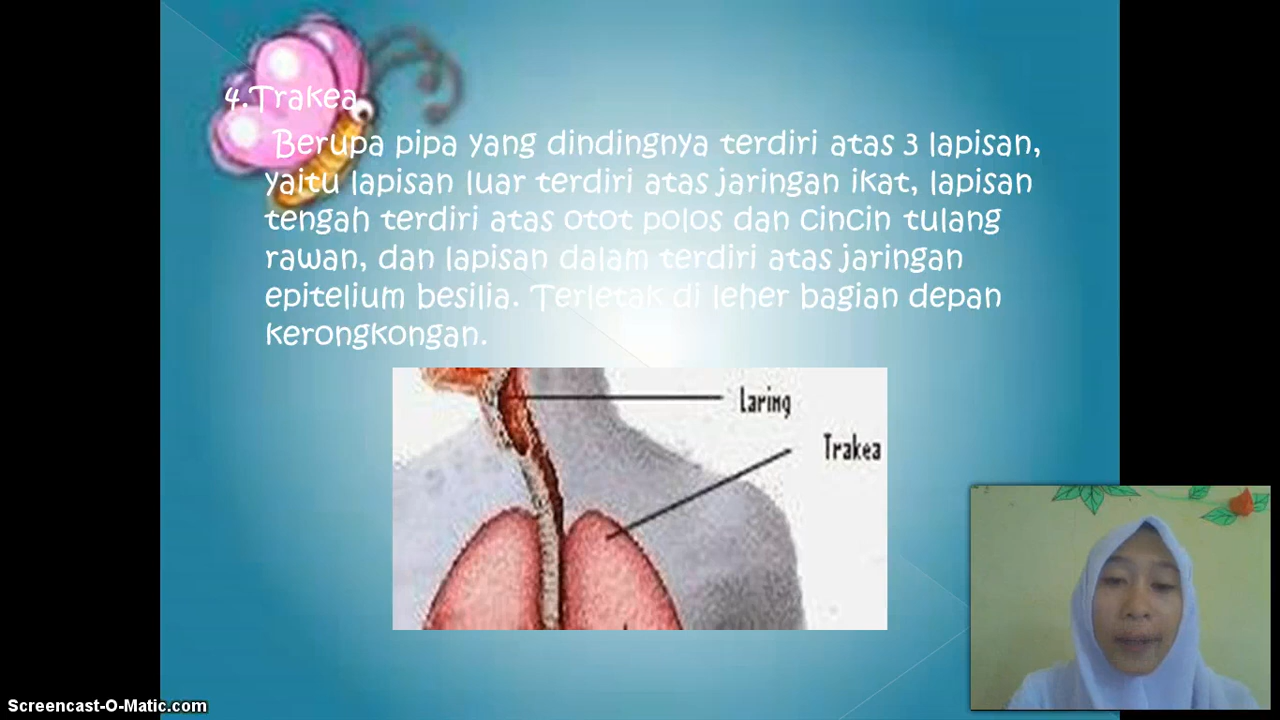 4.Trakea
Berupa pipa yang dindingnya terdiri atas 3 lapisan,
yaitu lapisan luar terdiri atas jaringan ikat, lapisan
tengah terdiri atas otot polos dan cincin tulang
rawan, dan lapisan dalam terdiri atas jaringan
epitelium besilia. Terletak di leher bagian depan
kerongkongan.
Laring
Trakea
Screencast-O-Matic.com